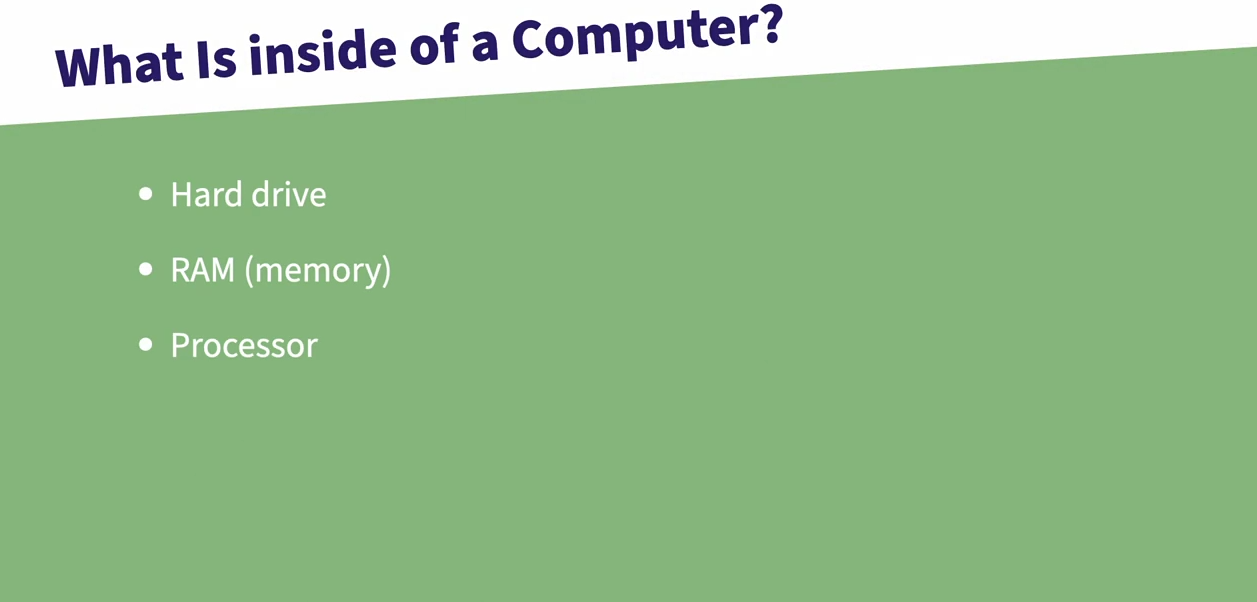 What Is inside of a Computer?
• Hard drive
• RAM (memory)
• Processor